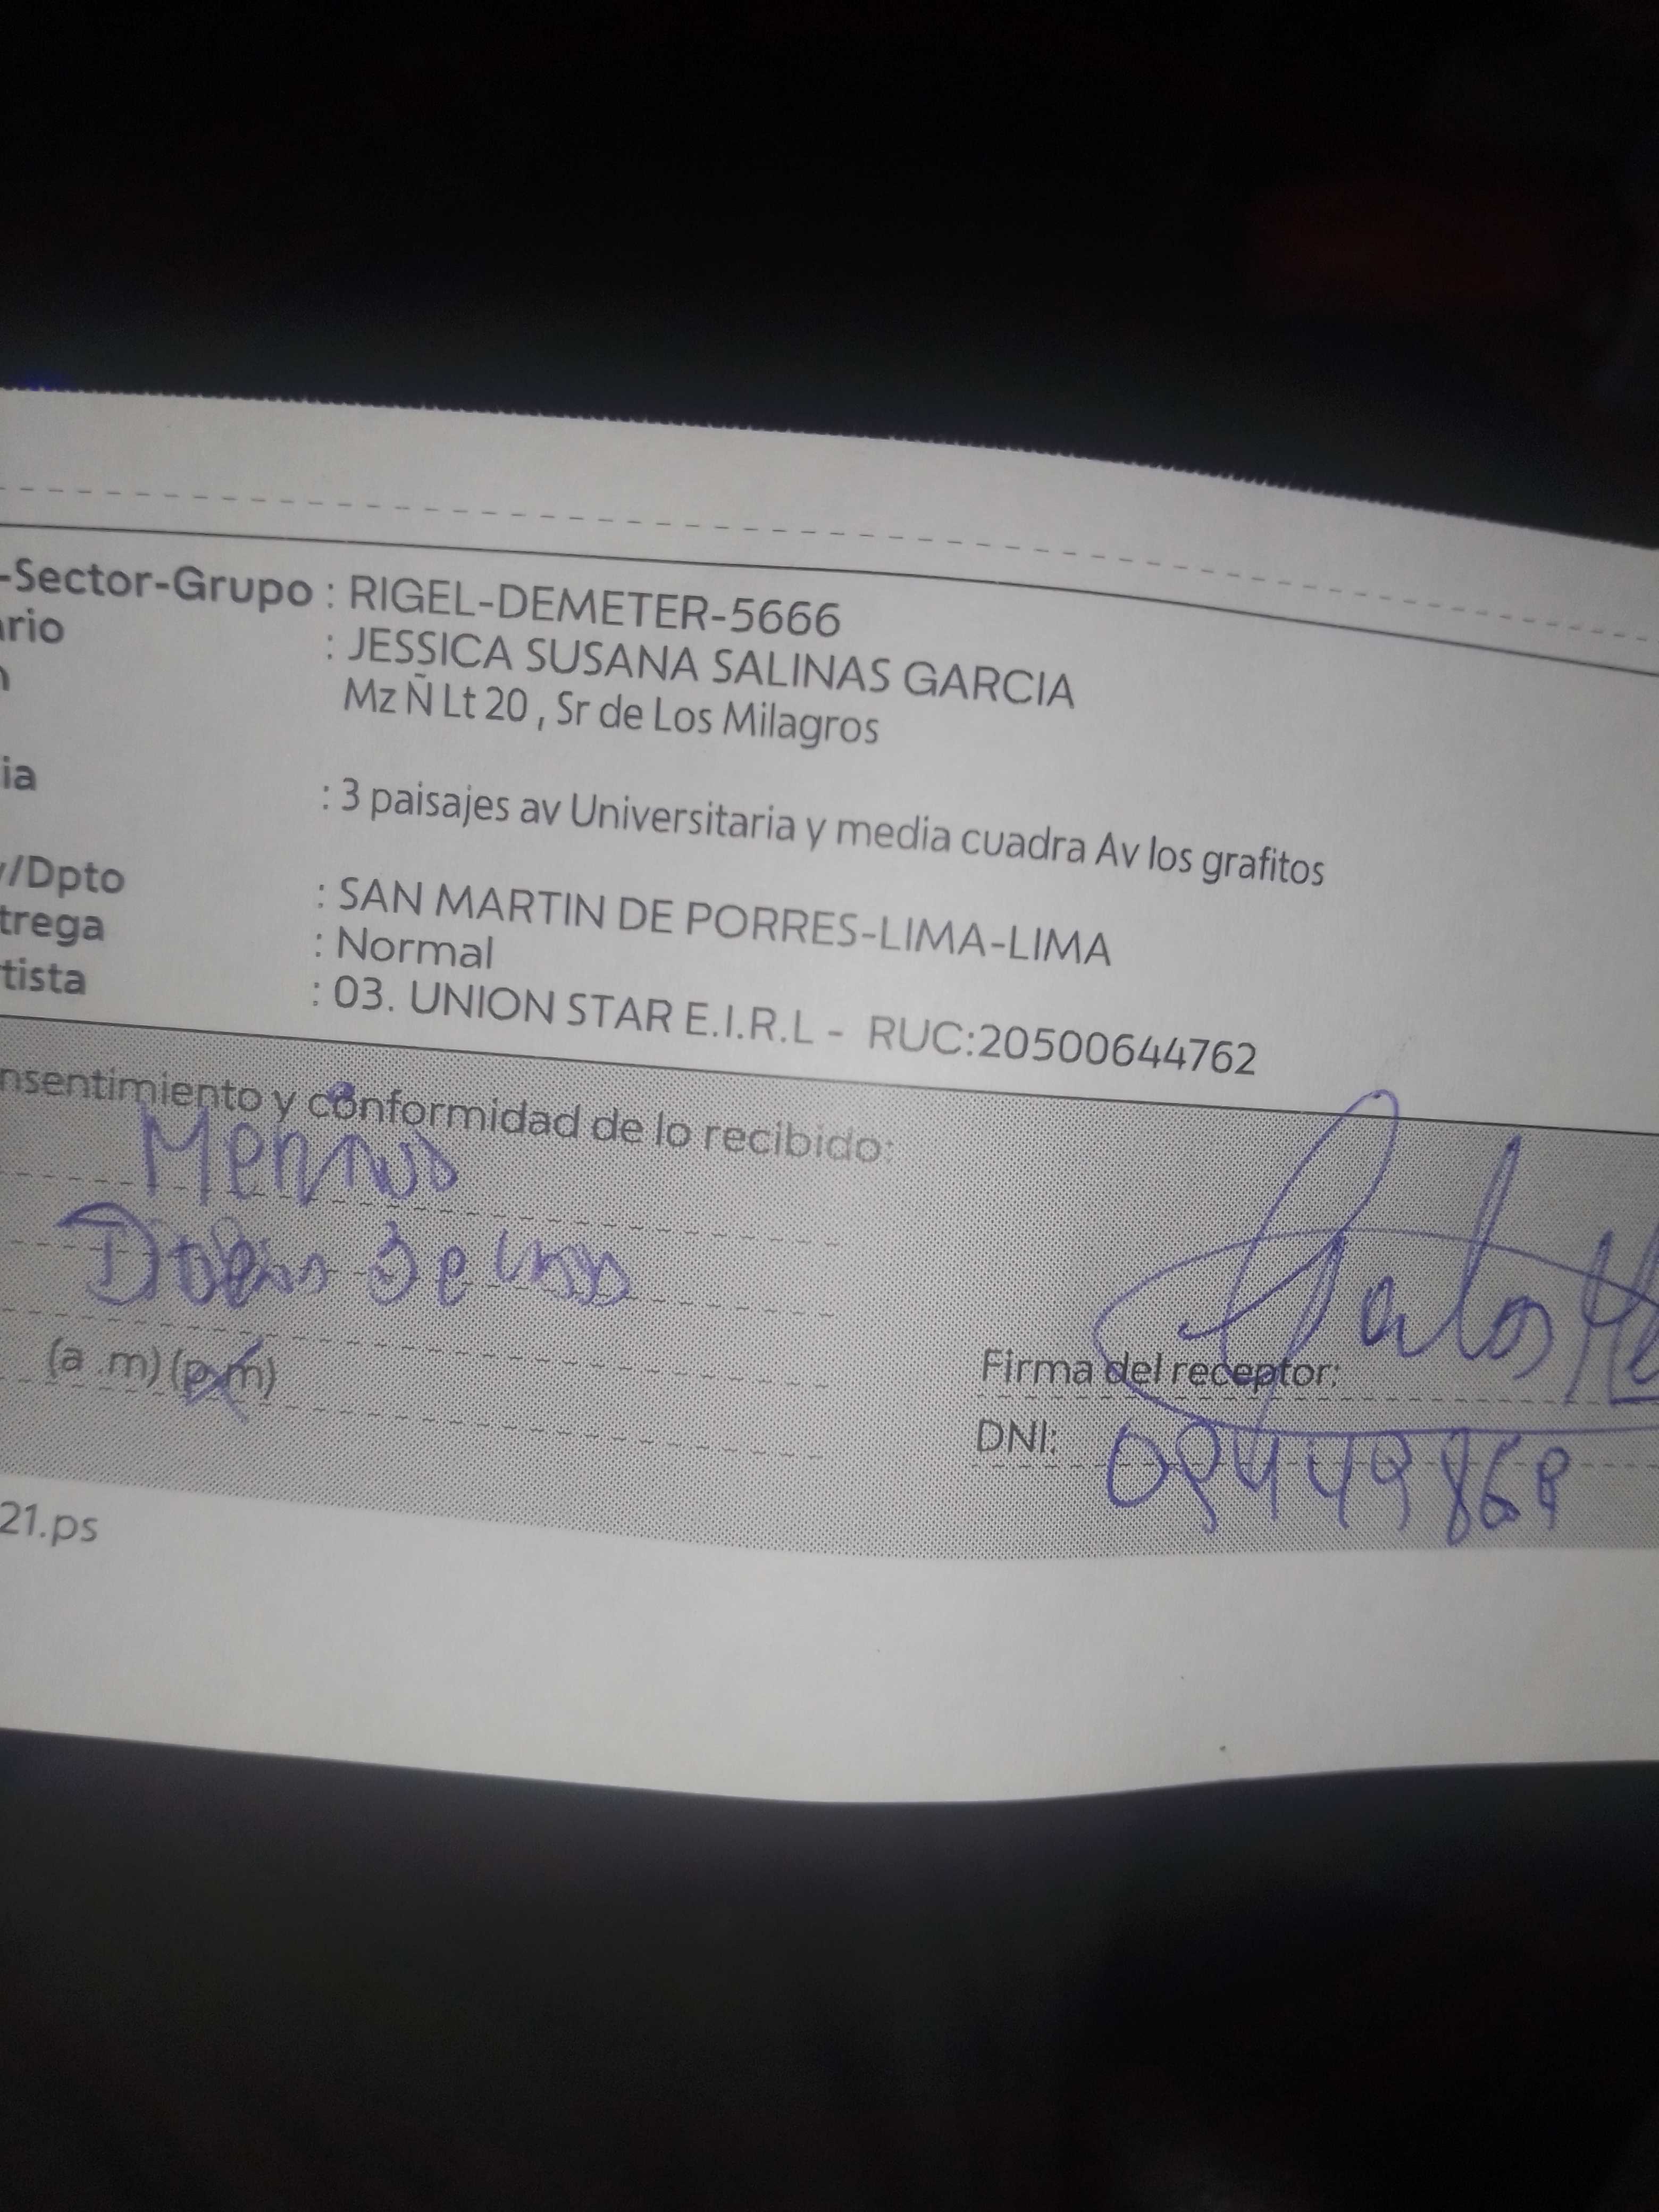 -Sector-Grupo : RIGEL-DEMETER-5666
ario : JESSICA SUSANA SALINAS GARCIA
n Mz Ñ Lt 20 , Sr de Los Milagros
ia : 3 paisajes av Universitaria y media cuadra Av los grafitos
/Dpto : SAN MARTIN DE PORRES-LIMA-LIMA
trega : Normal
tista : 03. UNION STAR E.I.R.L - RUC:20500644762
nsentimiento y conformidad de lo recibido:
(a .m) (p.m)
Firma del receptor:
DNI:
21.ps